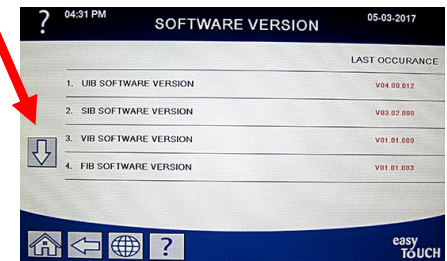 ? 04:31 PM SOFTWARE VERSION 05-03-2017
LAST OCCURANCE
1. UIB SOFTWARE VERSION V04.00.012
2. SIB SOFTWARE VERSION V03.02.000
3. VIB SOFTWARE VERSION V01.01.000
4. FIB SOFTWARE VERSION V01.01.003
?
easy
TOUCH